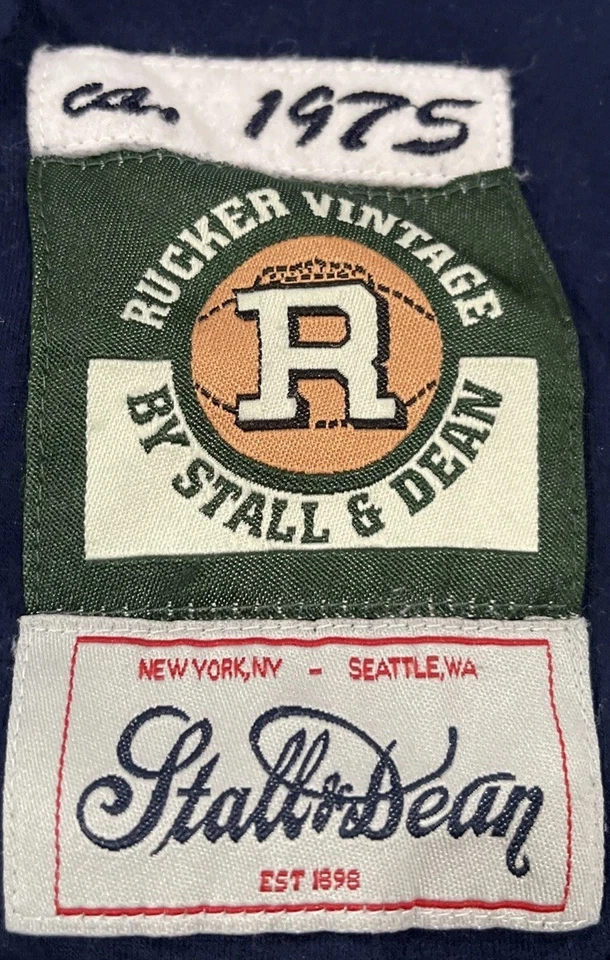 ca. 1975
RUCKER VINTAGE
R
BY STALL & DEAN
NEW YORK,NY - SEATTLE,WA
Stall & Dean
EST 1898